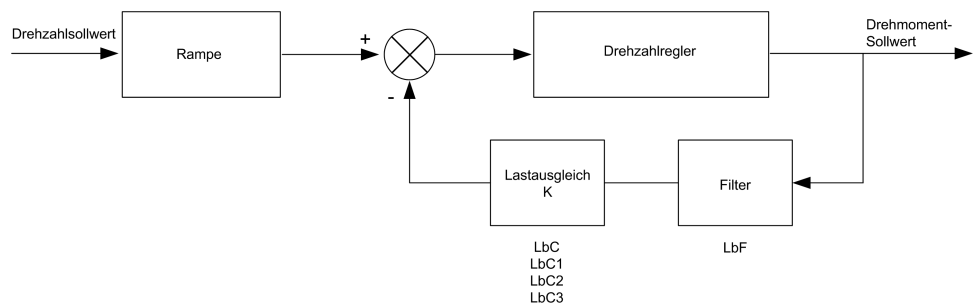 Drehzahlsollwert
Rampe
+
-
Drehzahlregler
Drehmoment-
Sollwert
Lastausgleich
K
Filter
LbC
LbC1
LbC2
LbC3
LbF